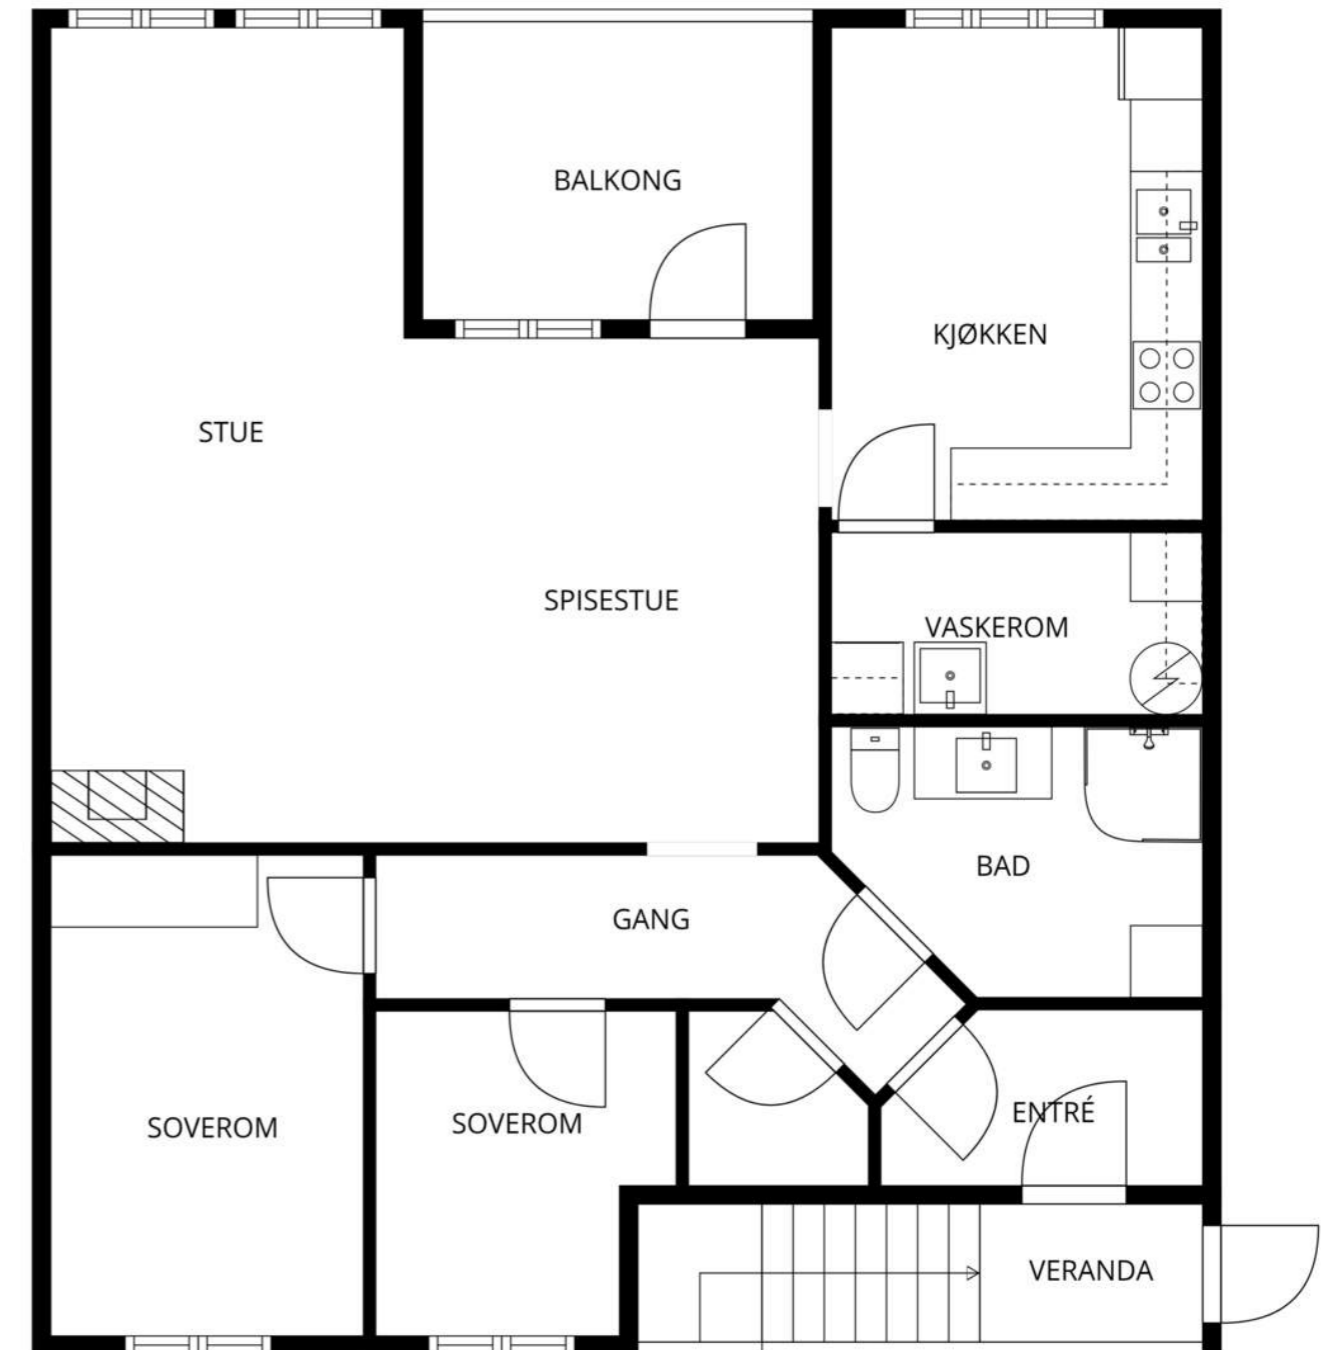 BALKONG
KJØKKEN
STUE
SPISESTUE
VASKEROM
BAD
GANG
SOVEROM
SOVEROM
ENTRÉ
VERANDA